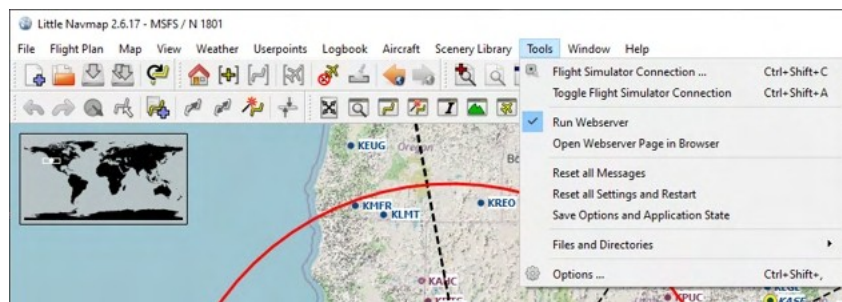 Little Navmap 2.6.17 - MSFS / N 1801
File Flight Plan Map View Weather Userpoints Logbook Aircraft Scenery Library Tools Window Help
Flight Simulator Connection ... Ctrl+Shift+C
Toggle Flight Simulator Connection Ctrl+Shift+A
Run Webserver
Open Webserver Page in Browser
Reset all Messages
Reset all Settings and Restart
Save Options and Application State
Files and Directories
Options ... Ctrl+Shift+,
KEUG Oregon
KMFR
KLMT
KREO
KPUC